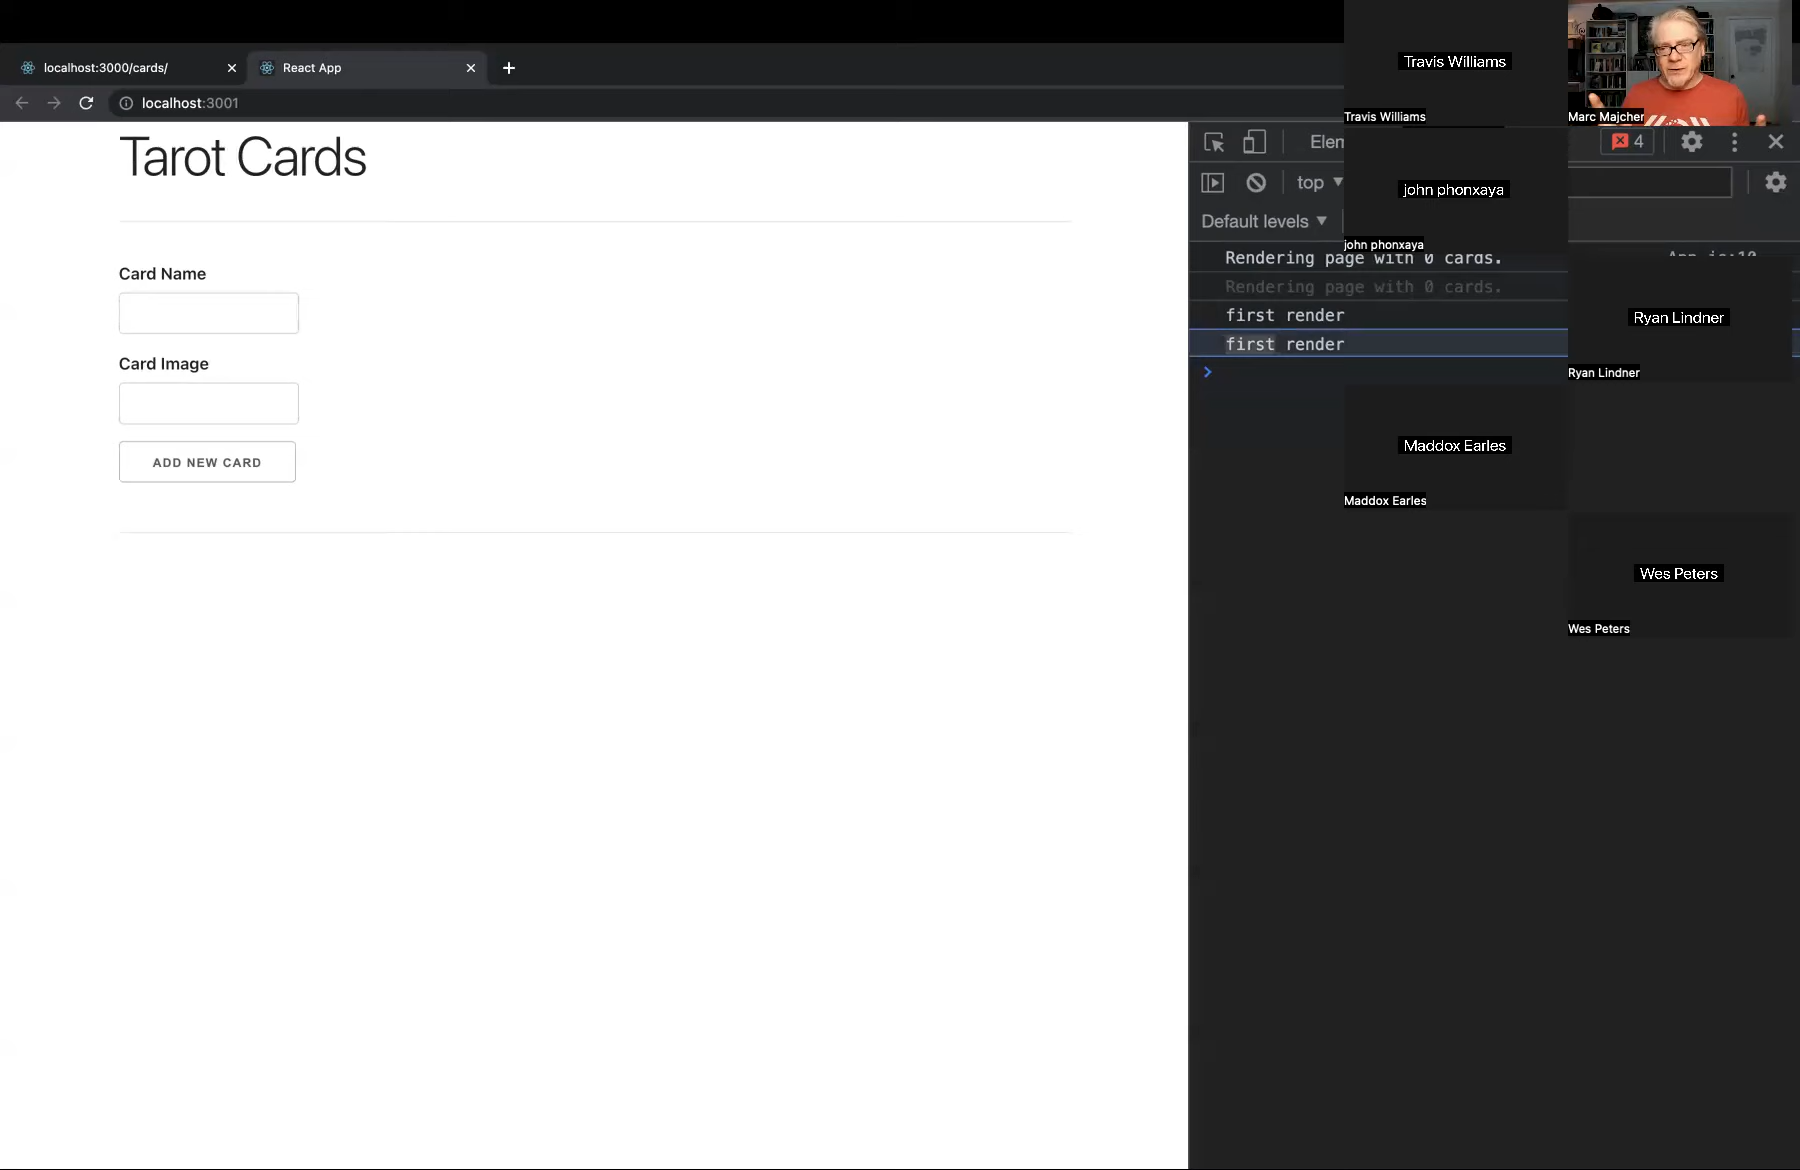 localhost:3000/cards/
React App
localhost:3001
Tarot Cards
Card Name
Card Image
ADD NEW CARD
Elen
4
top
Default levels
Rendering page with 0 cards.
Rendering page with 0 cards.
first render
first render
Travis Williams
Travis Williams
Marc Majcher
john phonxaya
john phonxaya
Ryan Lindner
Ryan Lindner
Maddox Earles
Maddox Earles
Wes Peters
Wes Peters